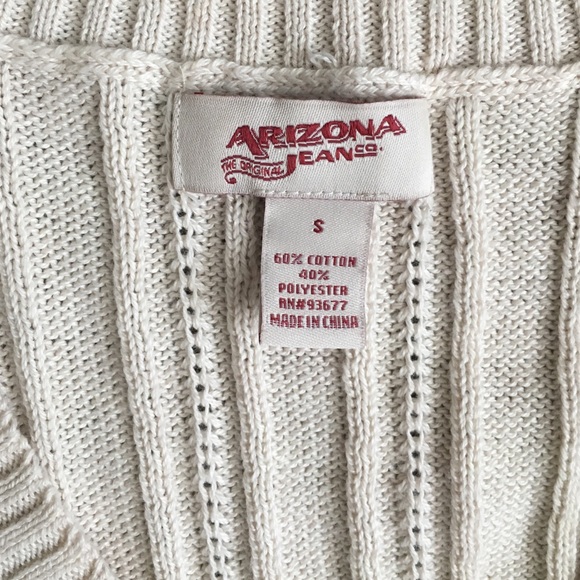 ARIZONA
THE ORIGINAL JEAN CO.
S
60% COTTON
40%
POLYESTER
RN#93677
MADE IN CHINA